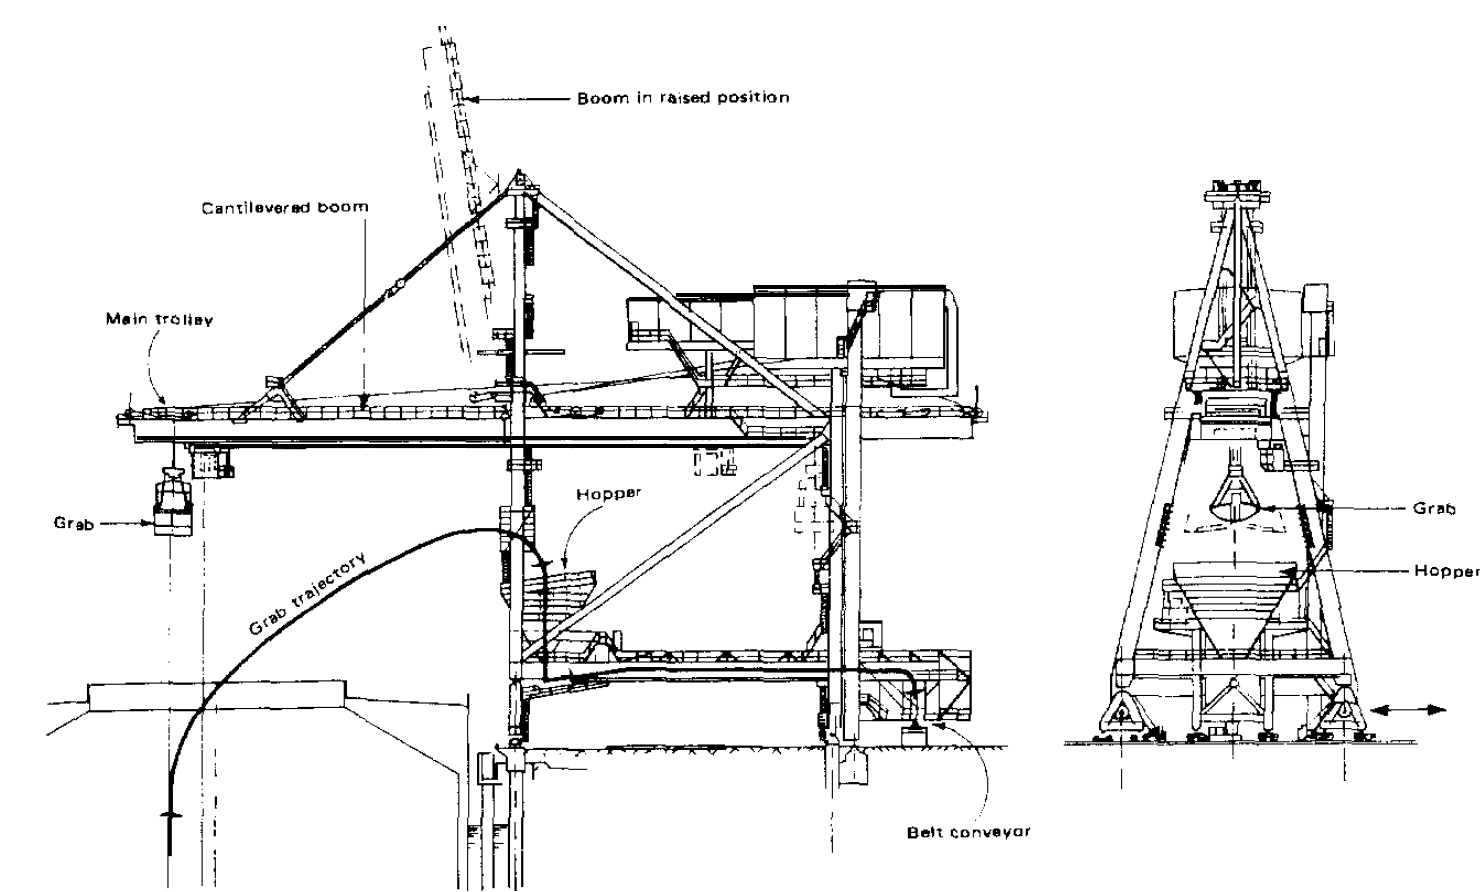 Boom in raised position
Cantilevered boom
Main trolley
Hopper
Grab
Grab trajectory
Belt conveyor
Grab
Hopper